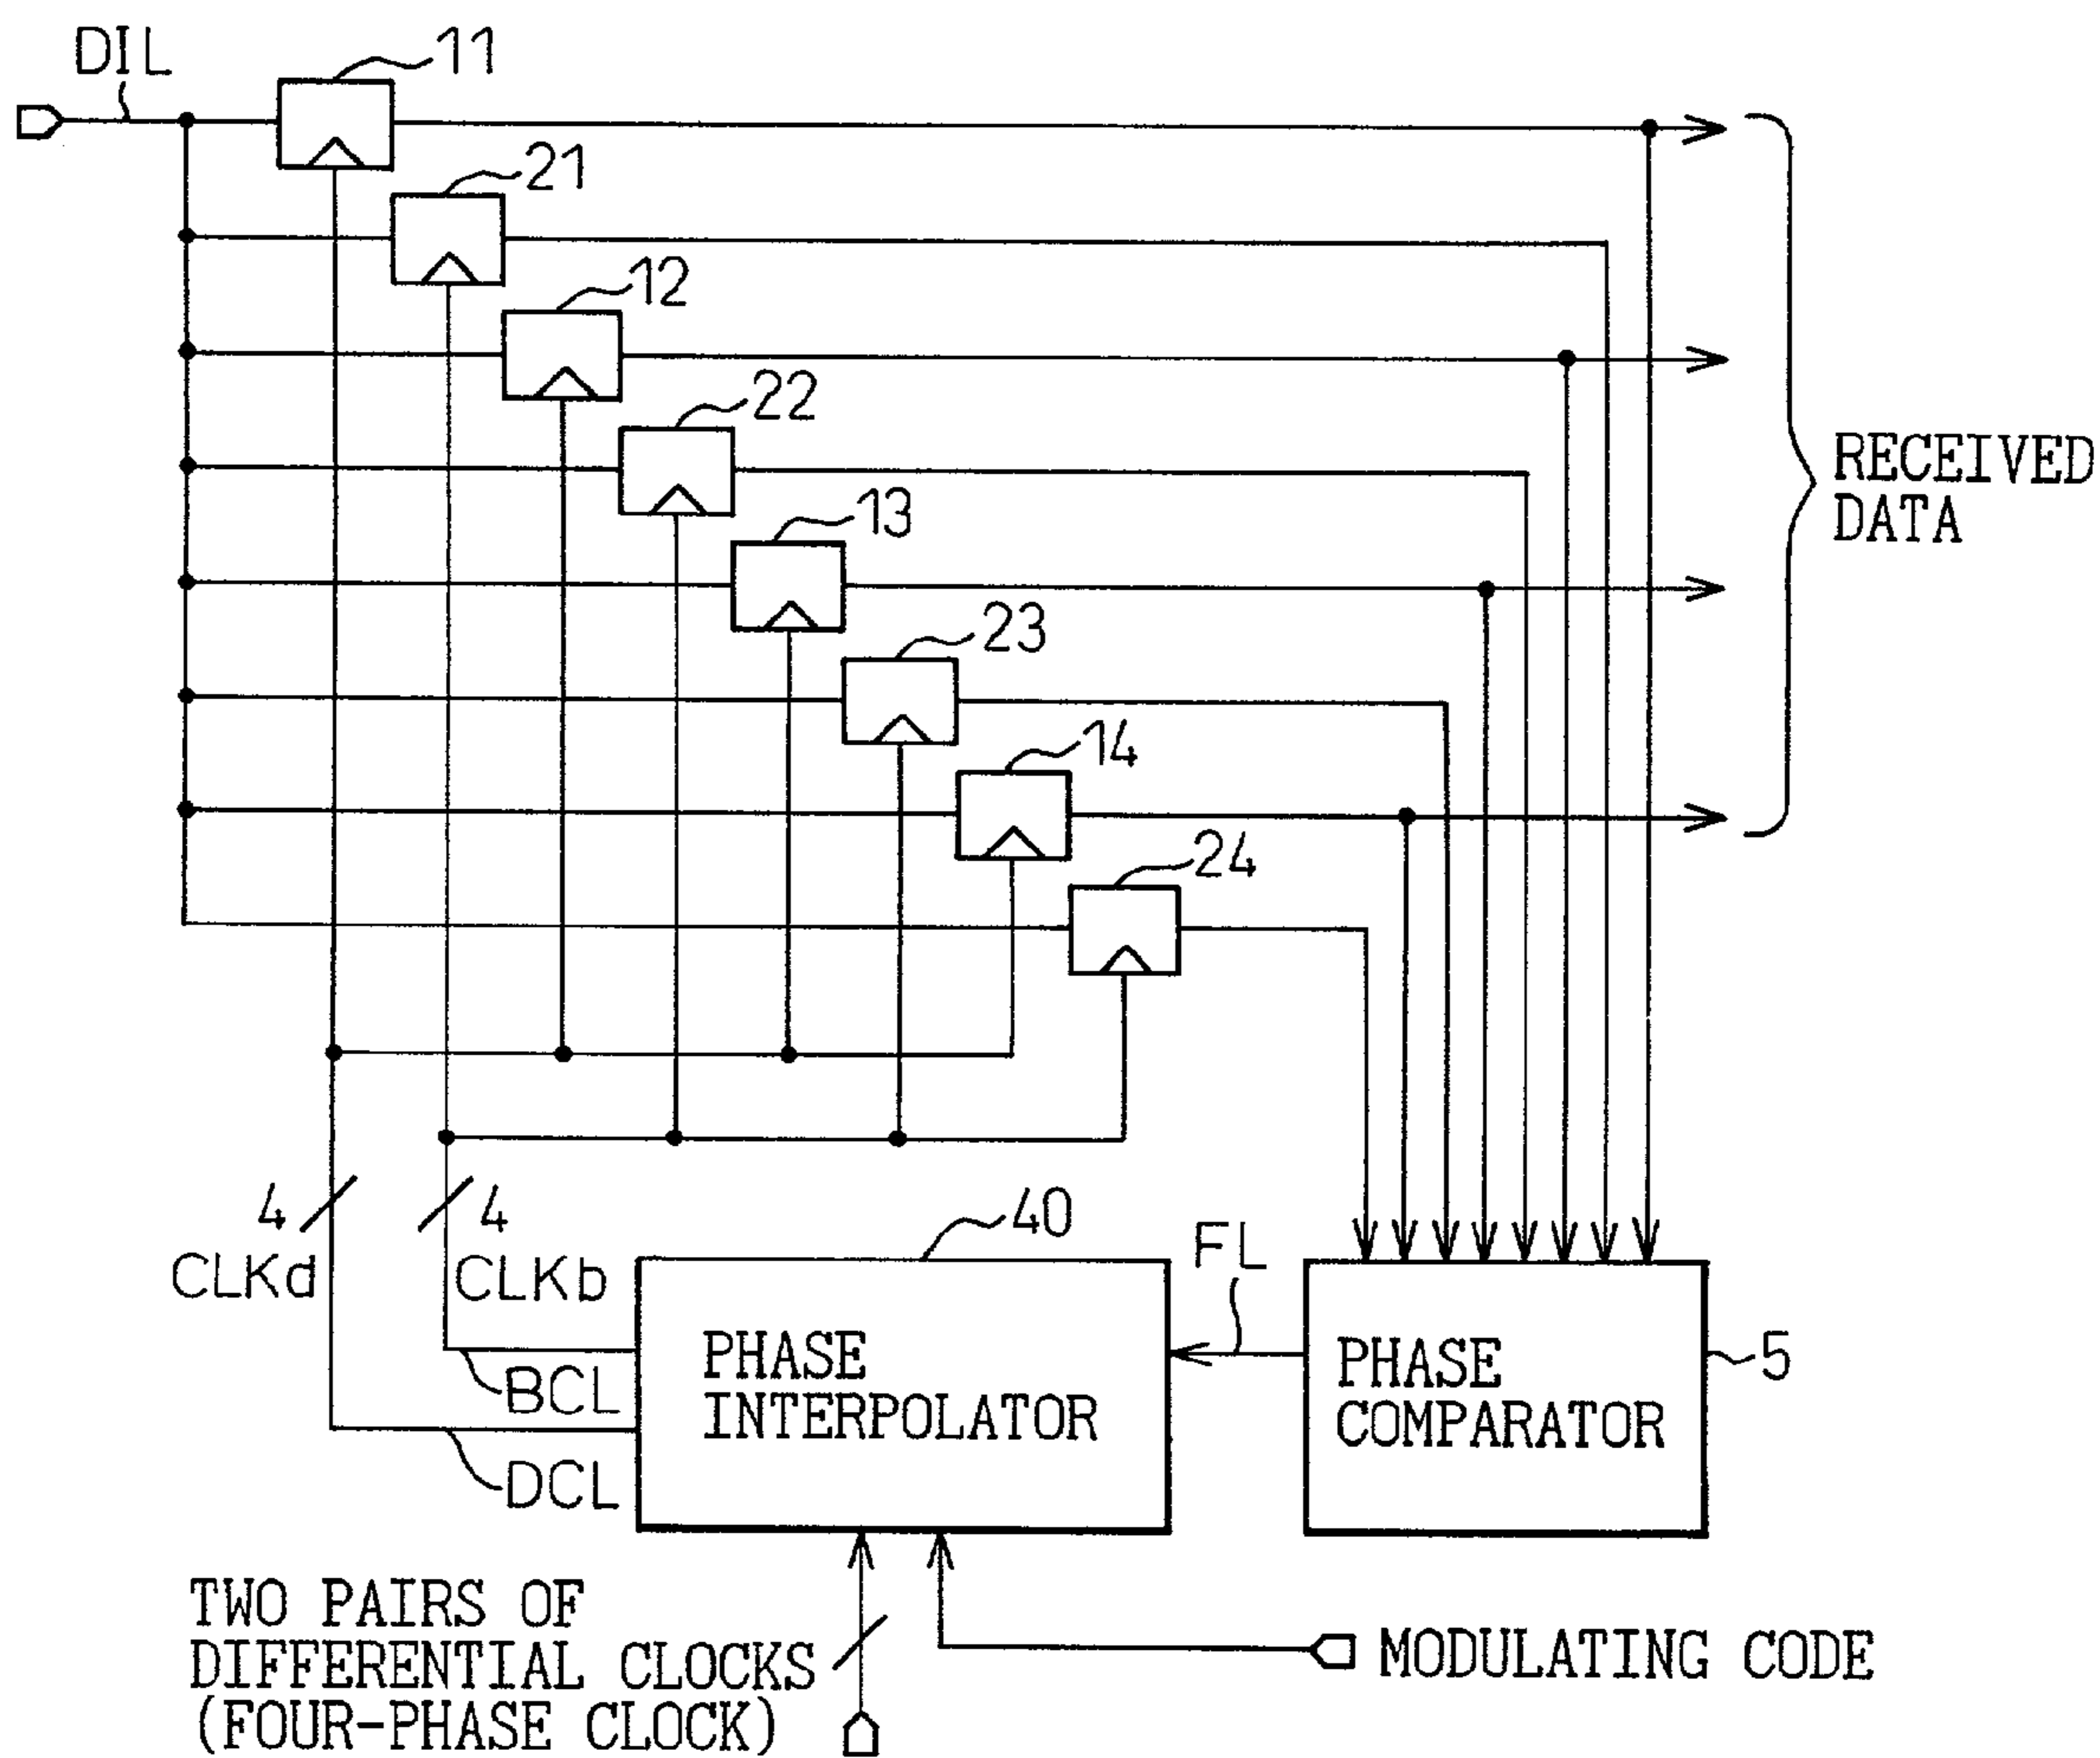 DIL
11
21
12
22
13
23
14
24
RECEIVED
DATA
4
4
CLKd
CLKb
40
FL
PHASE
INTERPOLATOR
PHASE
COMPARATOR
5
BCL
DCL
TWO PAIRS OF
DIFFERENTIAL CLOCKS
(FOUR-PHASE CLOCK)
MODULATING CODE